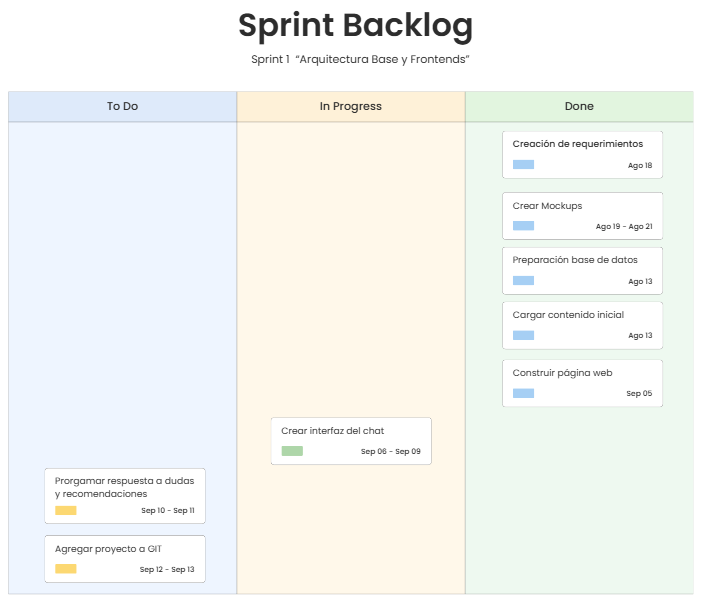 Sprint Backlog
Sprint 1 “Arquitectura Base y Frontends”
To Do
In Progress
Done
Creación de requerimientos
Ago 18
Crear Mockups
Ago 19 - Ago 21
Preparación base de datos
Ago 13
Cargar contenido inicial
Ago 13
Construir página web
Sep 05
Crear interfaz del chat
Sep 06 - Sep 09
Prorgamar respuesta a dudas
y recomendaciones
Sep 10 - Sep 11
Agregar proyecto a GIT
Sep 12 - Sep 13